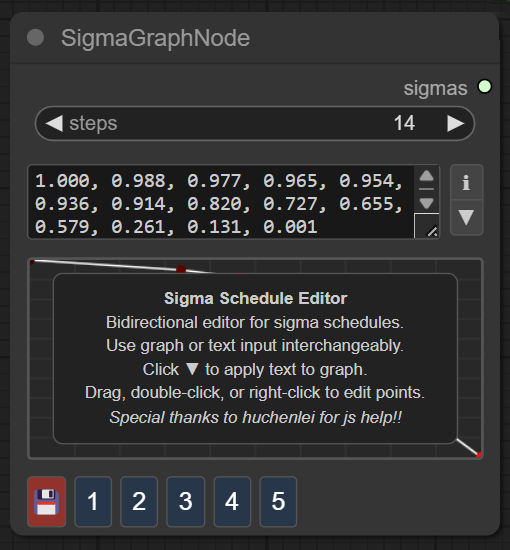 SigmaGraphNode
sigmas
◀ steps 14 ▶
1.000, 0.988, 0.977, 0.965, 0.954,
0.936, 0.914, 0.820, 0.727, 0.655,
0.579, 0.261, 0.131, 0.001
i
▼
Sigma Schedule Editor
Bidirectional editor for sigma schedules.
Use graph or text input interchangeably.
Click ▼ to apply text to graph.
Drag, double-click, or right-click to edit points.
Special thanks to huchenlei for js help!!
1 2 3 4 5